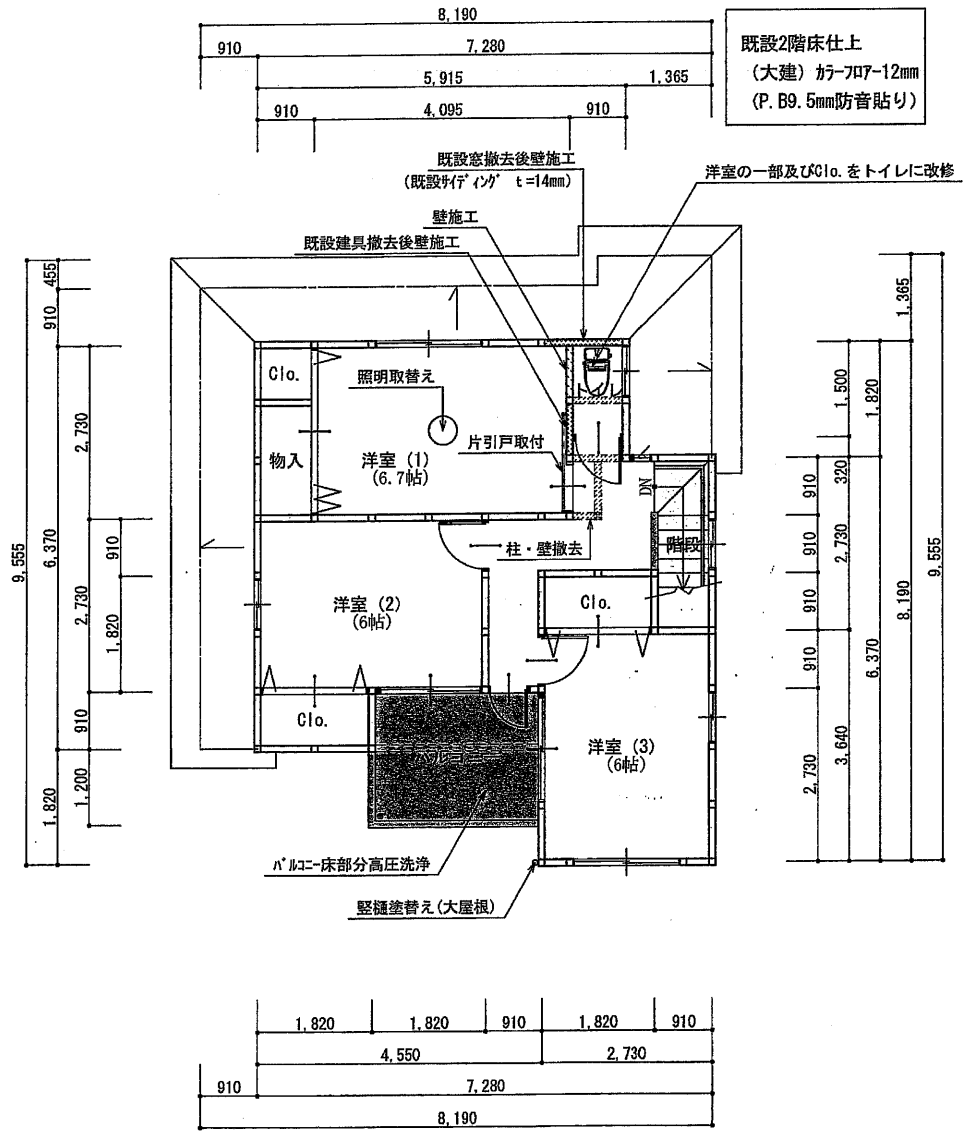 8,190
910
7,280
5,915
1,365
910
4,095
910
既設2階床仕上
(大建) ｶﾗｰﾌﾛｱｰ12mm
(P.B9.5mm防音貼り)
既設窓撤去後壁施工
(既設ｻｲﾃﾞｨﾝｸﾞ t=14mm)
洋室の一部及びClo.をトイレに改修
壁施工
既設建具撤去後壁施工
9,555
455
910
6,370
1,820
2,730
2,730
910
1,200
910
1,820
Clo.
物入
照明取替え
洋室 (1)
(6.7帖)
片引戸取付
DN
階段
柱・壁撤去
洋室 (2)
(6帖)
Clo.
Clo.
バルコニー
洋室 (3)
(6帖)
ﾊﾞﾙｺﾆｰ床部分高圧洗浄
竪樋塗替え(大屋根)
1,365
1,500
1,820
320
910
910
910
2,730
910
2,730
3,640
6,370
8,190
9,555
1,820
1,820
910
1,820
910
4,550
2,730
910
7,280
8,190